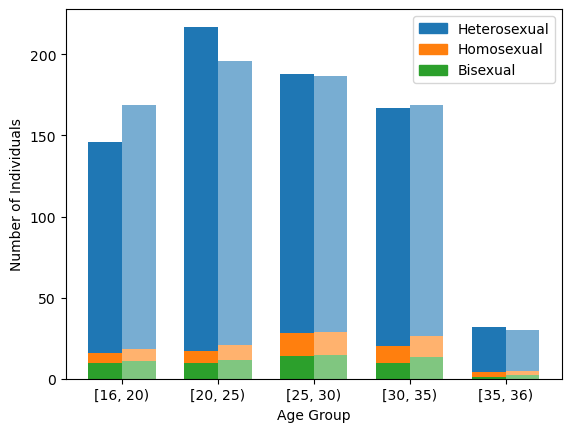 Heterosexual
Homosexual
Bisexual
200
150
100
50
0
Number of Individuals
[16, 20) [20, 25) [25, 30) [30, 35) [35, 36)
Age Group